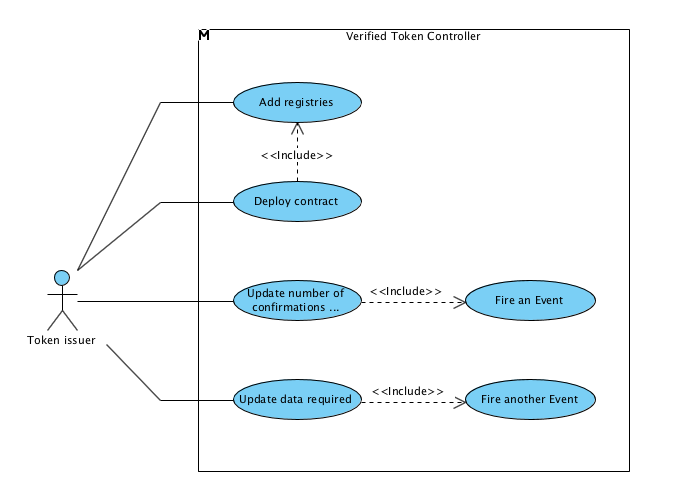 M
Verified Token Controller
Add registries
<<Include>>
Deploy contract
Update number of
confirmations ...
<<Include>>
Fire an Event
Token issuer
Update data required
<<Include>>
Fire another Event